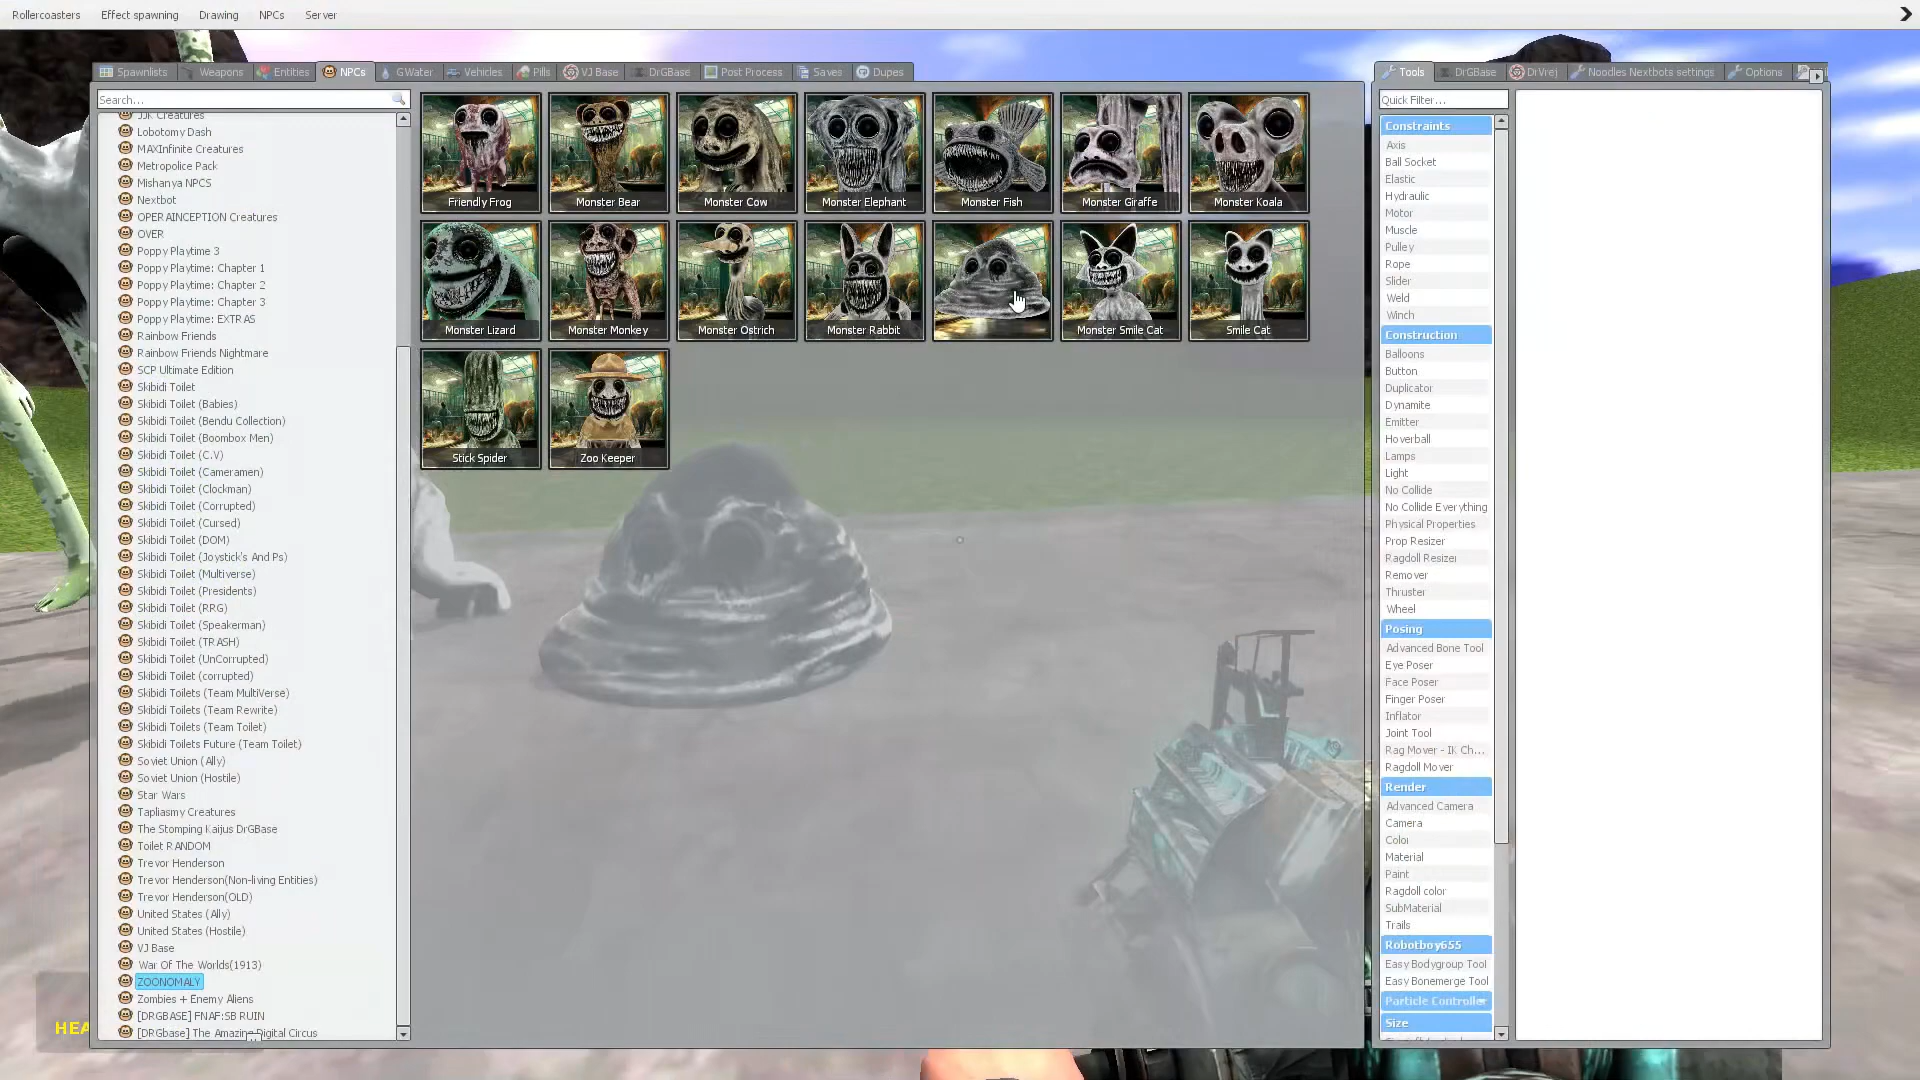 Rollercoasters Effect spawning Drawing NPCs Server
Spawnlists Weapons Entities NPCs GWater Vehicles Pills VJ Base DrGBase Post Process Saves Dupes
Search...
JJK Creatures
Lobotomy Dash
MAXInfinite Creatures
Metropolice Pack
Mishanya NPCS
Nextbot
OPERAINCEPTION Creatures
OVER
Poppy Playtime 3
Poppy Playtime: Chapter 1
Poppy Playtime: Chapter 2
Poppy Playtime: Chapter 3
Poppy Playtime: EXTRAS
Rainbow Friends
Rainbow Friends Nightmare
SCP Ultimate Edition
Skibidi Toilet
Skibidi Toilet (Babies)
Skibidi Toilet (Bendu Collection)
Skibidi Toilet (Boombox Men)
Skibidi Toilet (C.V)
Skibidi Toilet (Cameramen)
Skibidi Toilet (Clockman)
Skibidi Toilet (Corrupted)
Skibidi Toilet (Cursed)
Skibidi Toilet (DOM)
Skibidi Toilet (Joystick's And Ps)
Skibidi Toilet (Multiverse)
Skibidi Toilet (Presidents)
Skibidi Toilet (RRG)
Skibidi Toilet (Speakerman)
Skibidi Toilet (TRASH)
Skibidi Toilet (UnCorrupted)
Skibidi Toilet (corrupted)
Skibidi Toilets (Team MultiVerse)
Skibidi Toilets (Team Rewrite)
Skibidi Toilets (Team Toilet)
Skibidi Toilets Future (Team Toilet)
Soviet Union (Ally)
Soviet Union (Hostile)
Star Wars
Tapliasmy Creatures
The Stomping Kaijus DrGBase
Toilet RANDOM
Trevor Henderson
Trevor Henderson(Non-living Entities)
Trevor Henderson(OLD)
United States (Ally)
United States (Hostile)
VJ Base
War Of The Worlds(1913)
ZOONOMALY
Zombies + Enemy Aliens
[DRGBASE] FNAF:SB RUIN
[DRGbase] The Amazing Digital Circus
HEA
Friendly Frog Monster Bear Monster Cow Monster Elephant Monster Fish Monster Giraffe Monster Koala
Monster Lizard Monster Monkey Monster Ostrich Monster Rabbit Monster Smile Cat Smile Cat
Stick Spider Zoo Keeper
Tools DrGBase DrVrej Noodles Nextbots settings Options
Quick Filter...
Constraints
Axis
Ball Socket
Elastic
Hydraulic
Motor
Muscle
Pulley
Rope
Slider
Weld
Winch
Construction
Balloons
Button
Duplicator
Dynamite
Emitter
Hoverball
Lamps
Light
No Collide
No Collide Everything
Physical Properties
Prop Resizer
Ragdoll Resizer
Remover
Thruster
Wheel
Posing
Advanced Bone Tool
Eye Poser
Face Poser
Finger Poser
Inflator
Joint Tool
Rag Mover - IK Ch...
Ragdoll Mover
Render
Advanced Camera
Camera
Color
Material
Paint
Ragdoll color
SubMaterial
Trails
Robotboy655
Easy Bodygroup Tool
Easy Bonemerge Tool
Particle Controller
Size